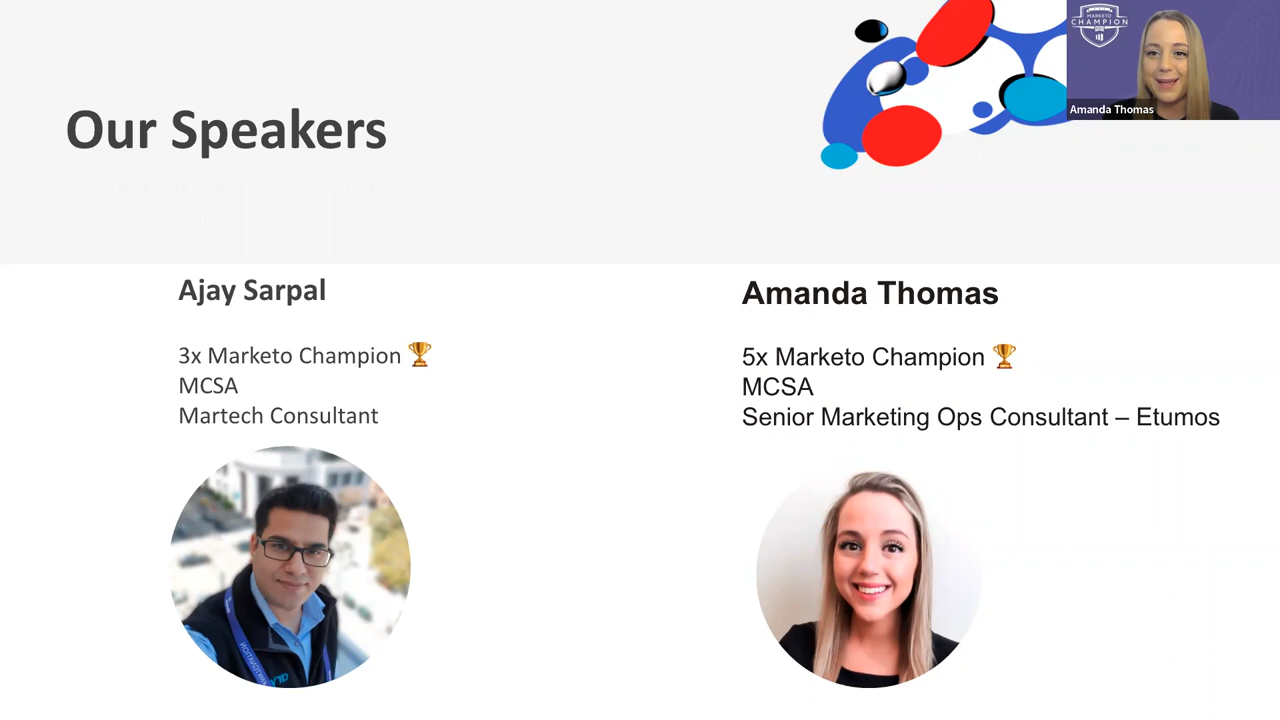 MARKETO
CHAMPION
Amanda Thomas
Our Speakers
Ajay Sarpal
3x Marketo Champion 🏆
MCSA
Martech Consultant
Amanda Thomas
5x Marketo Champion 🏆
MCSA
Senior Marketing Ops Consultant – Etumos